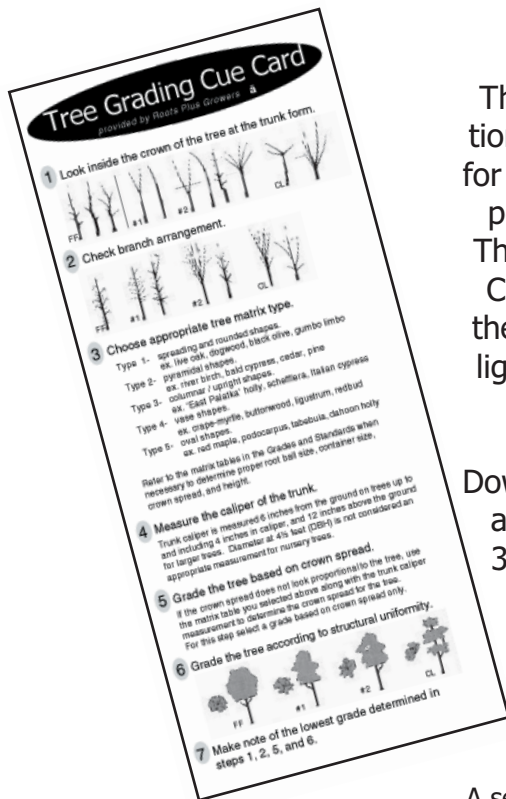 Tree Grading Cue Card
provided by Roots Plus Growers
1 Look inside the crown of the tree at the trunk form.
FF #1 #2 CL
2 Check branch arrangement.
FF #1 #2 CL
3 Choose appropriate tree matrix type.
Type 1- spreading and rounded shapes.
ex. live oak, dogwood, black olive, gumbo limbo
Type 2- pyramidal shapes.
ex. river birch, bald cypress, cedar, pine
Type 3- columnar / upright shapes.
ex. 'East Palatka' holly, schefflera, Italian cypress
Type 4- vase shapes.
ex. crape-myrtle, buttonwood, ligustrum, redbud
Type 5- oval shapes.
ex. red maple, podocarpus, tabebuia, dahoon holly
Refer to the matrix tables in the Grades and Standards when
necessary to determine proper root ball size, container size,
crown spread, and height.
4 Measure the caliper of the trunk.
Trunk caliper is measured 6 inches from the ground on trees up to
and including 4 inches in caliper, and 12 inches above the ground
for larger trees. Diameter at 4½ feet (DBH) is not considered an
appropriate measurement for nursery trees.
5 Grade the tree based on crown spread.
If the crown spread does not look proportional to the tree, use
the matrix table you selected above along with the trunk caliper
measurement to determine the crown spread for the tree.
For this step select a grade based on crown spread only.
6 Grade the tree according to structural uniformity.
FF #1 #2 CL
7 Make note of the lowest grade determined in
steps 1, 2, 5, and 6.
Th
tion
for
p
Th
C
the
lig
Dow
a
3
A se